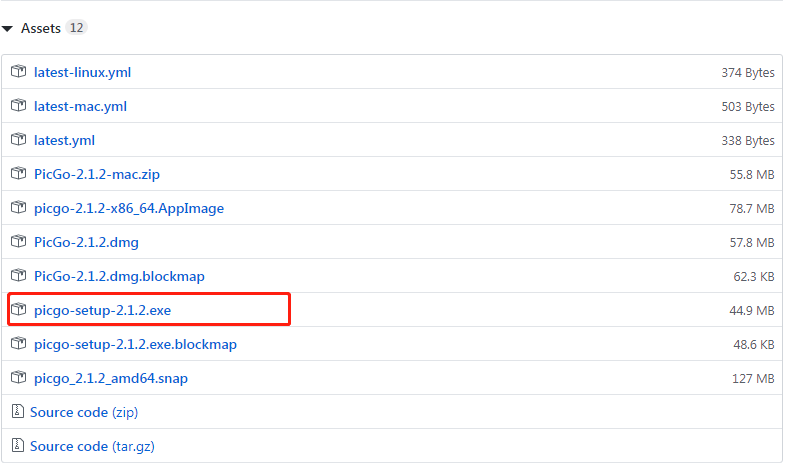 Assets 12
latest-linux.yml 374 Bytes
latest-mac.yml 503 Bytes
latest.yml 338 Bytes
PicGo-2.1.2-mac.zip 55.8 MB
picgo-2.1.2-x86_64.AppImage 78.7 MB
PicGo-2.1.2.dmg 57.8 MB
PicGo-2.1.2.dmg.blockmap 62.3 KB
picgo-setup-2.1.2.exe 44.9 MB
picgo-setup-2.1.2.exe.blockmap 48.6 KB
picgo_2.1.2_amd64.snap 127 MB
Source code (zip)
Source code (tar.gz)